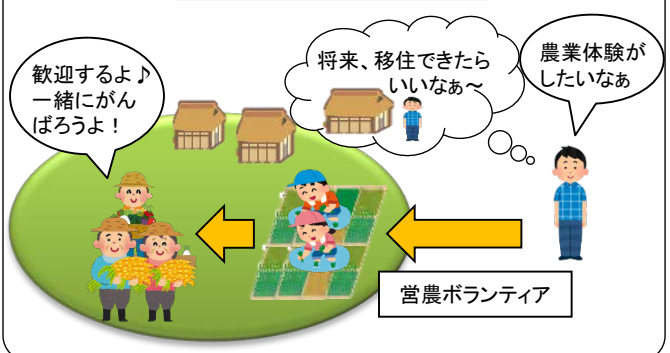 歓迎するよ♪
一緒にがん
ばろうよ！
将来、移住できたら
いいなぁ～
農業体験が
したいなぁ
営農ボランティア